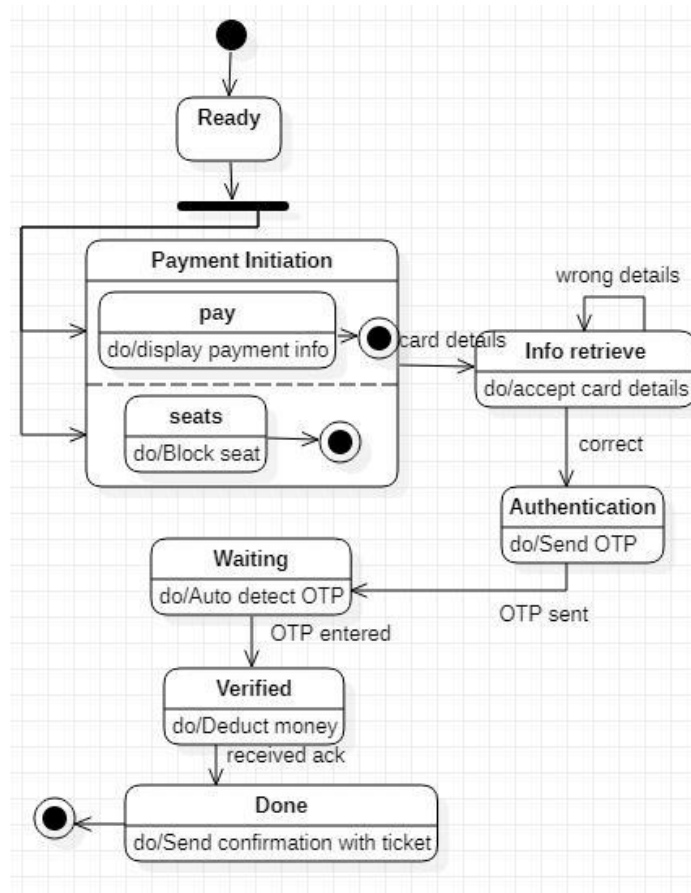 Ready
Payment Initiation
pay
do/display payment info
seats
do/Block seat
card details
wrong details
Info retrieve
do/accept card details
correct
Authentication
do/Send OTP
OTP sent
Waiting
do/Auto detect OTP
OTP entered
Verified
do/Deduct money
received ack
Done
do/Send confirmation with ticket